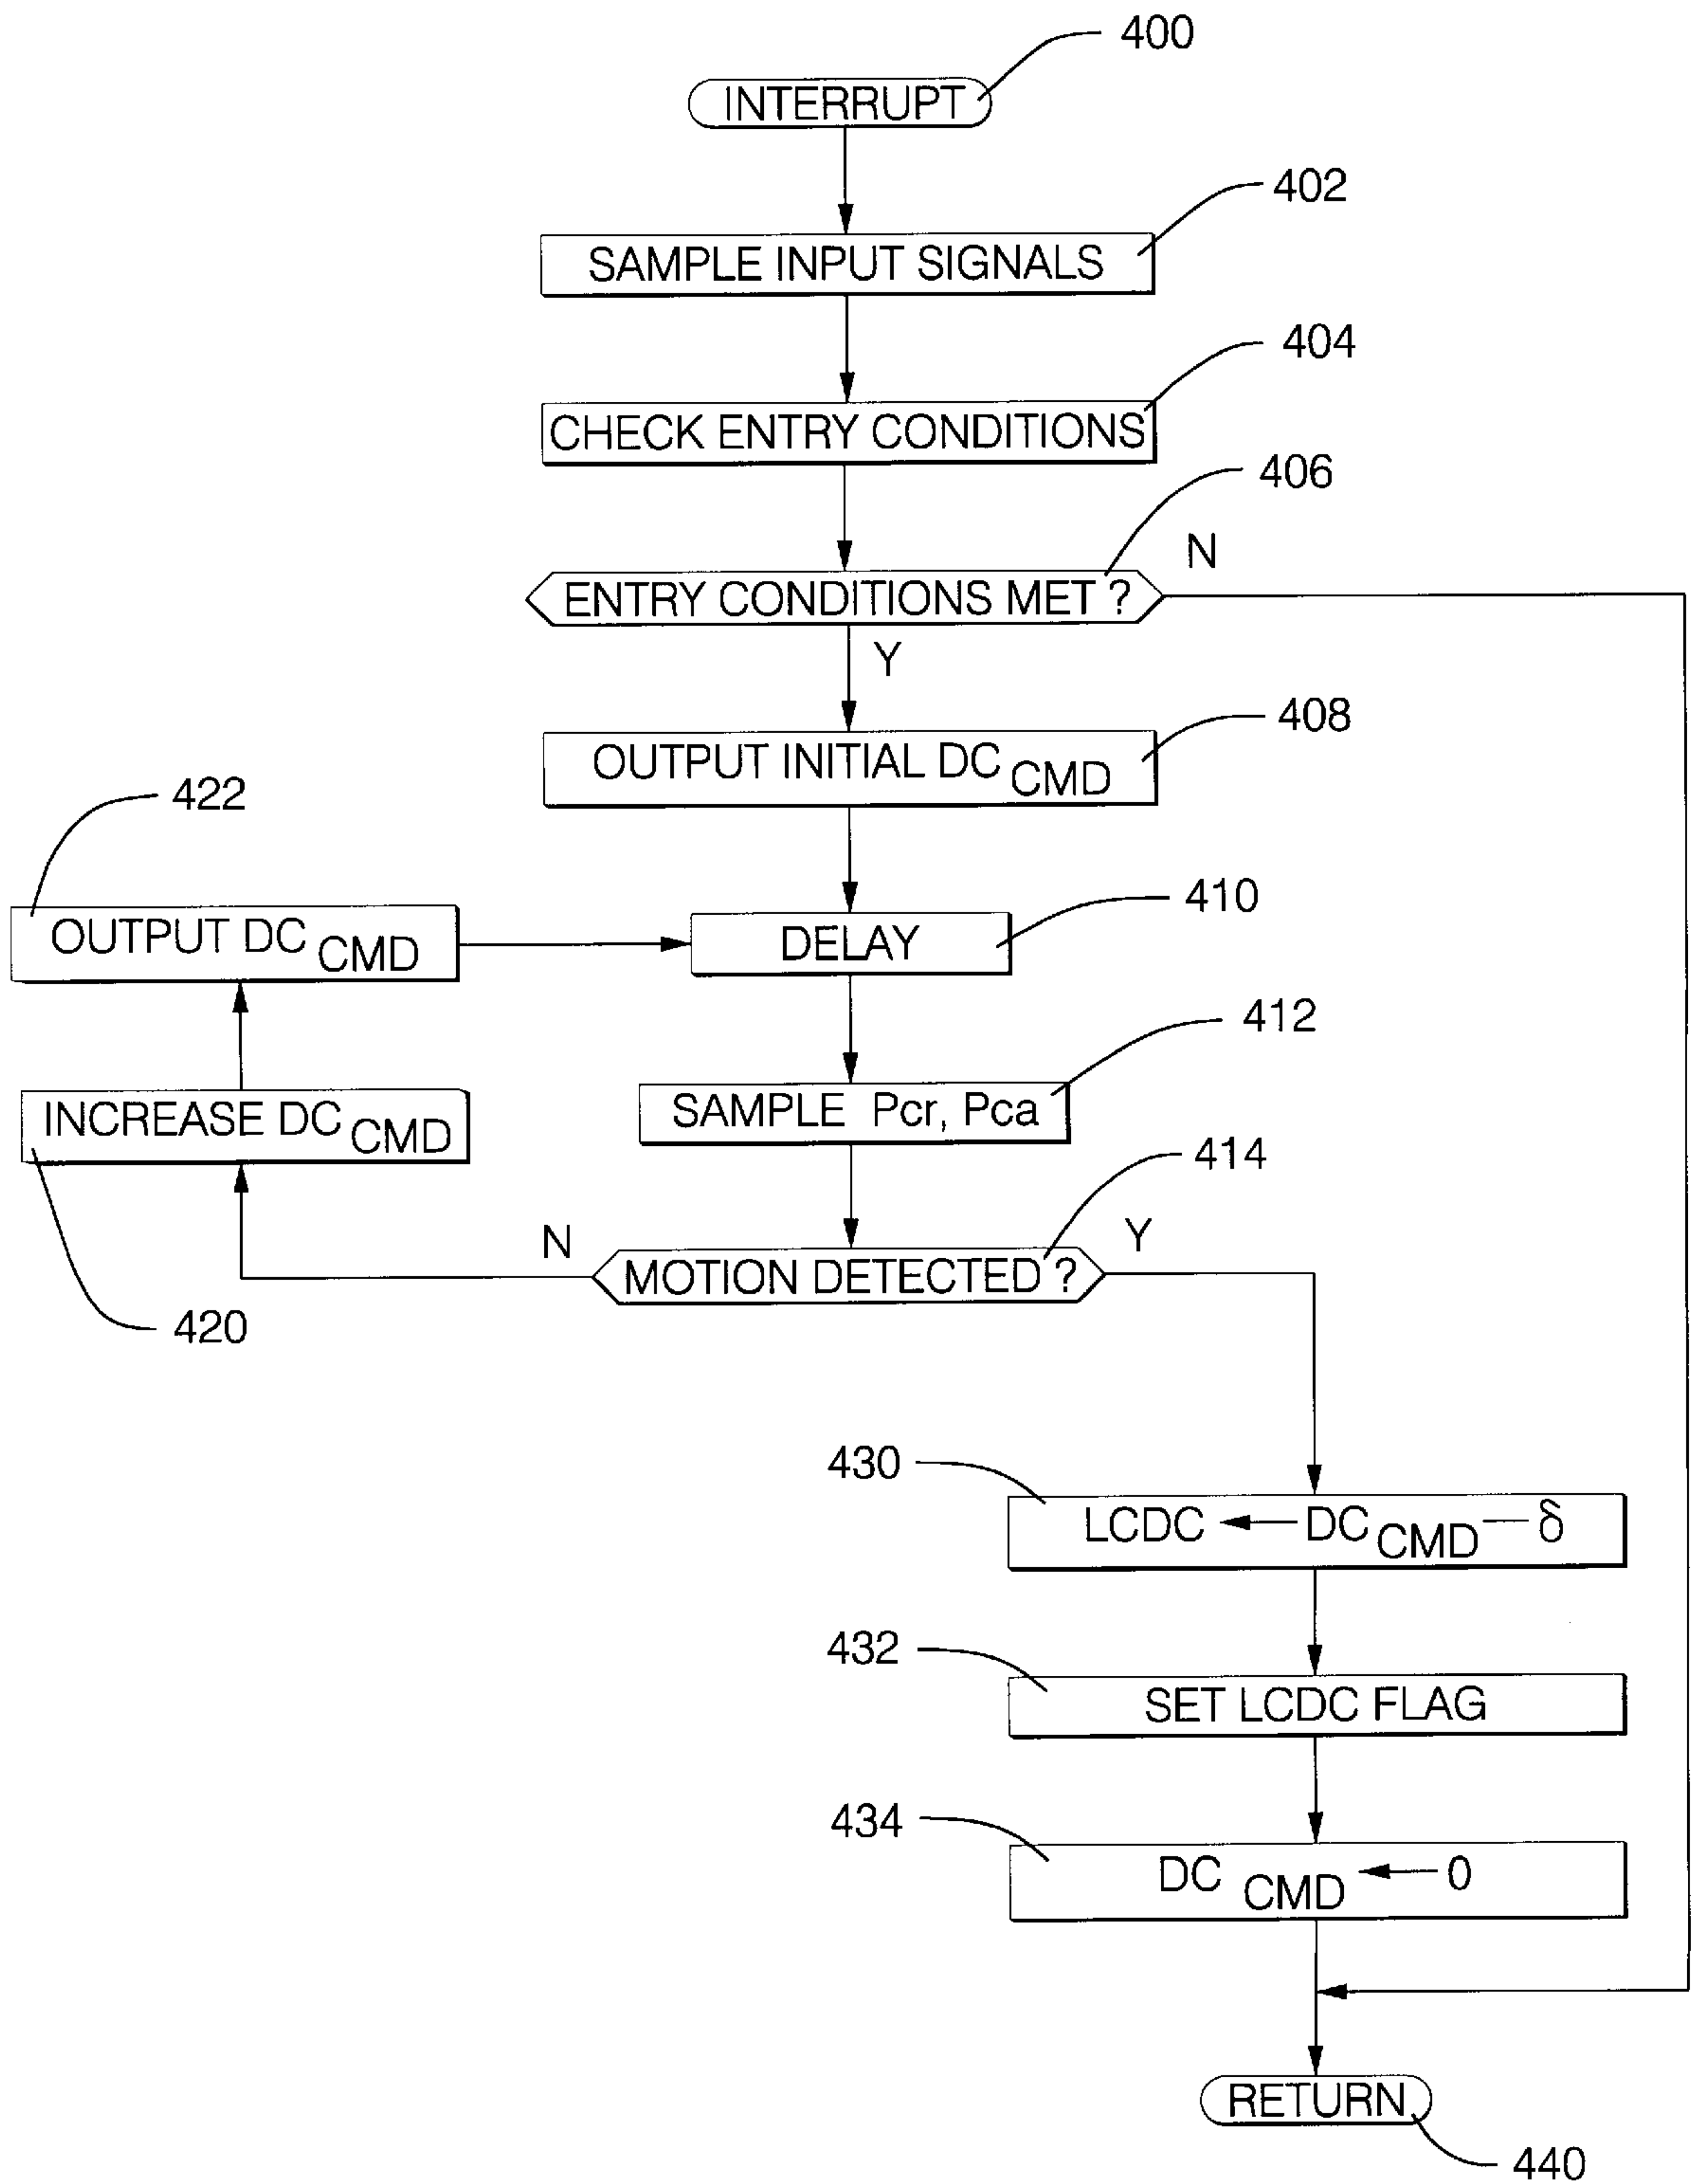 400
INTERRUPT
402
SAMPLE INPUT SIGNALS
404
CHECK ENTRY CONDITIONS
406
N
ENTRY CONDITIONS MET ?
Y
408
OUTPUT INITIAL DC CMD
422
410
OUTPUT DC CMD
DELAY
412
INCREASE DC CMD
SAMPLE Pcr, Pca
414
N
Y
MOTION DETECTED ?
420
430
LCDC ← DC CMD — δ
432
SET LCDC FLAG
434
DC CMD ← 0
RETURN
440